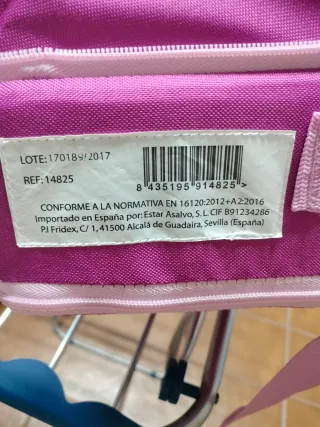 LOTE: 170189/2017
REF: 14825
8 435195 914825 >
CONFORME A LA NORMATIVA EN 16120:2012+A2:2016
Importado en España por: Estar Asalvo, S. L. CIF B91234286
P.I Fridex, C/ 1, 41500 Alcalá de Guadaira, Sevilla (España)